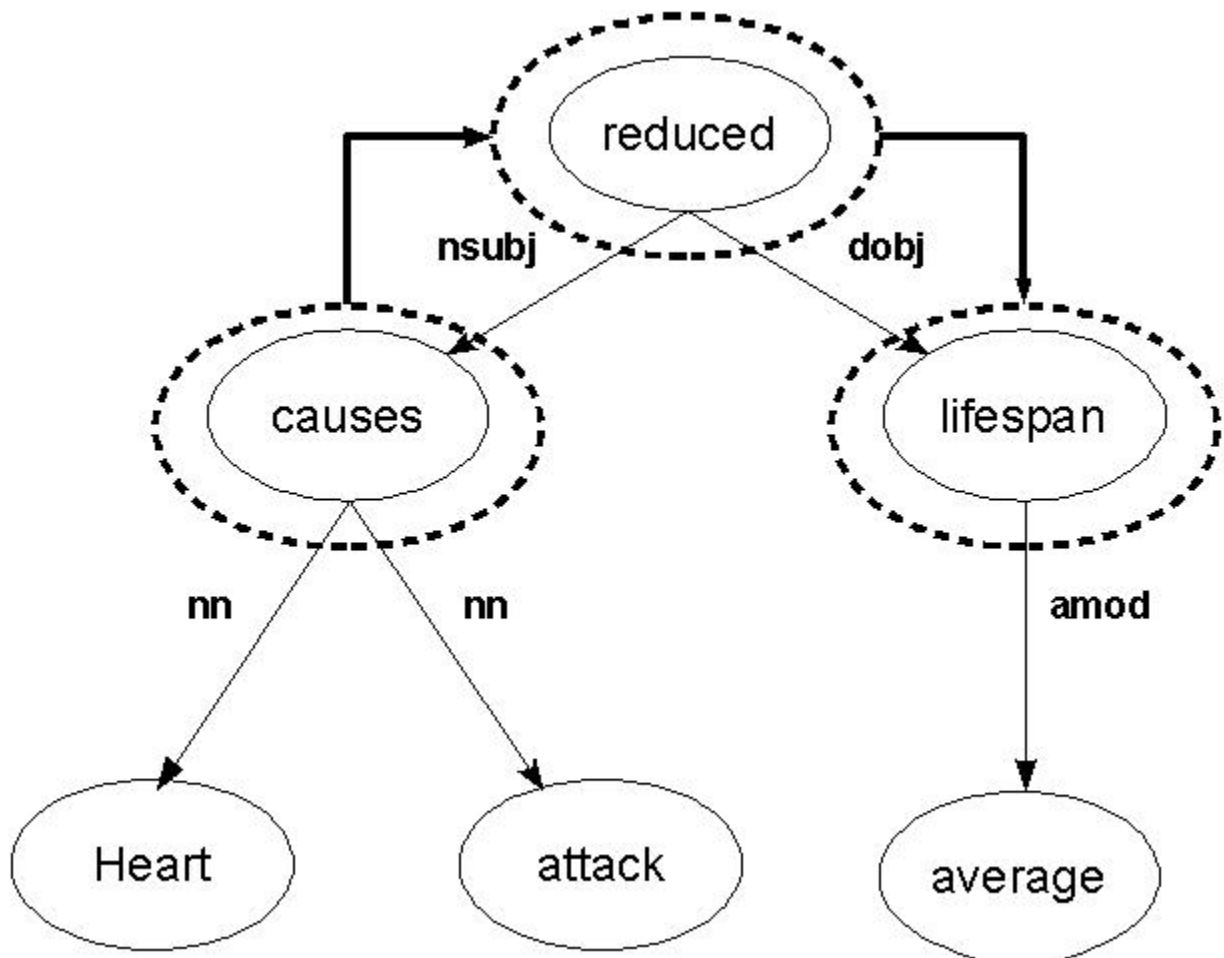 reduced
nsubj dobj
causes lifespan
nn nn amod
Heart attack average